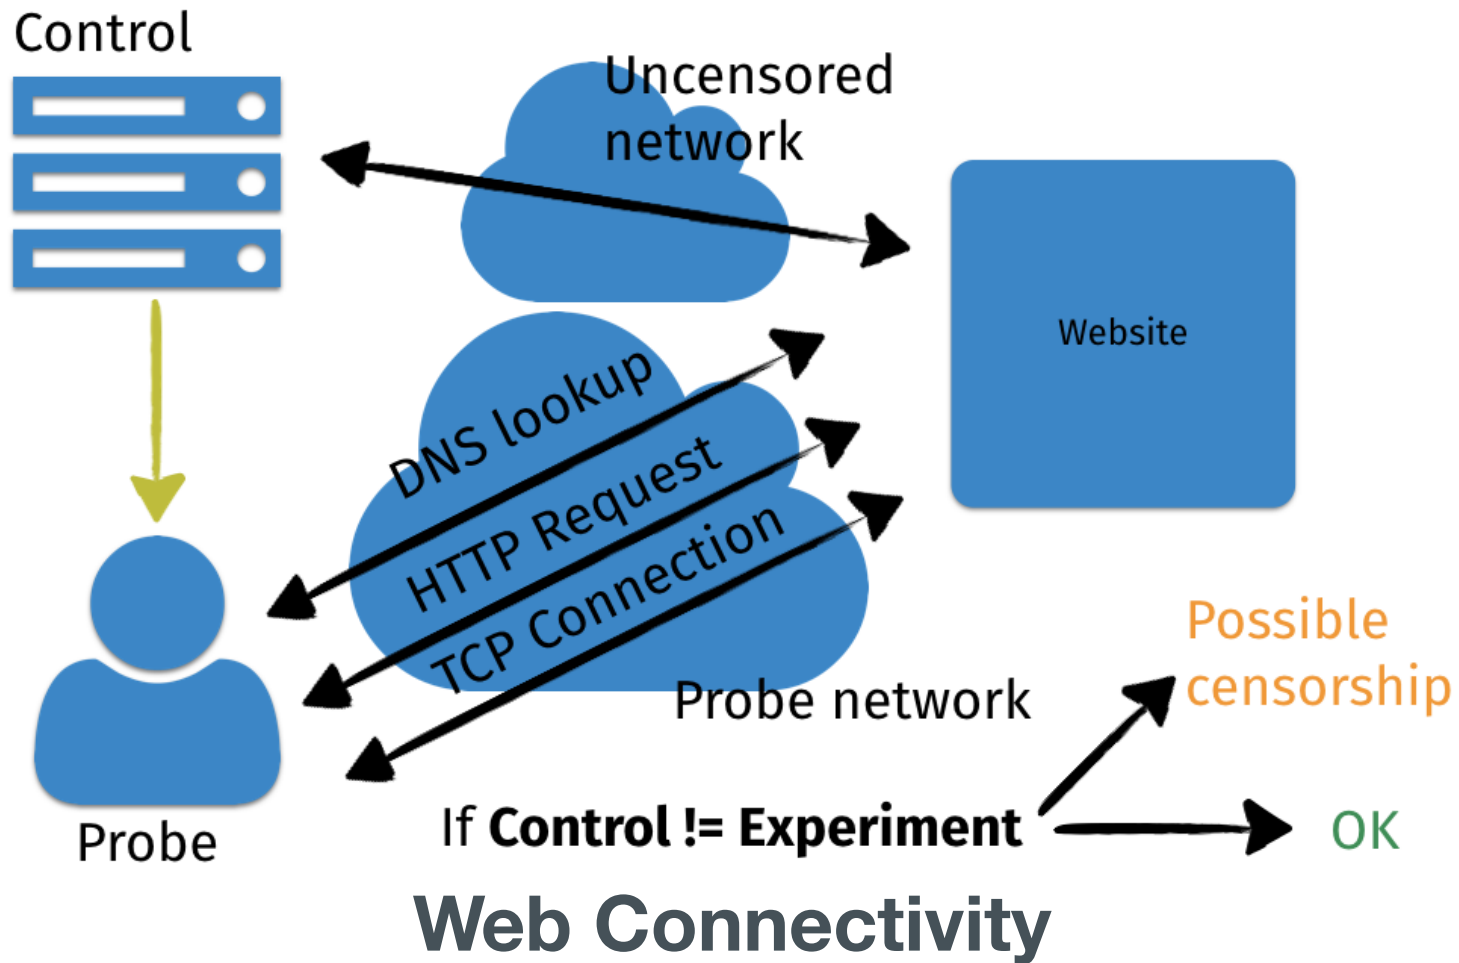 Control
Uncensored
network
Website
DNS lookup
HTTP Request
TCP Connection
Probe network
Probe
Possible
censorship
If Control != Experiment
OK
Web Connectivity